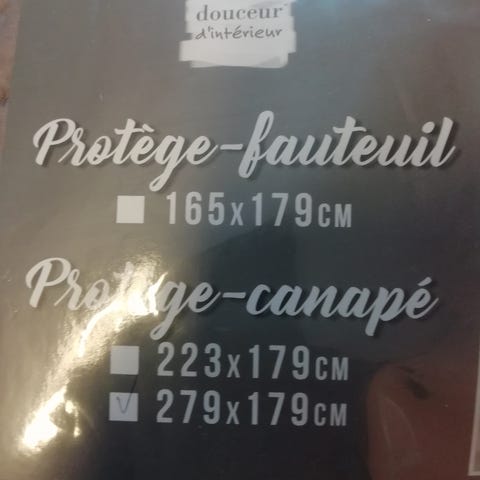 douceur
d'intérieur
Protège-fauteuil
165x179CM
Protège-canapé
223x179CM
279x179CM